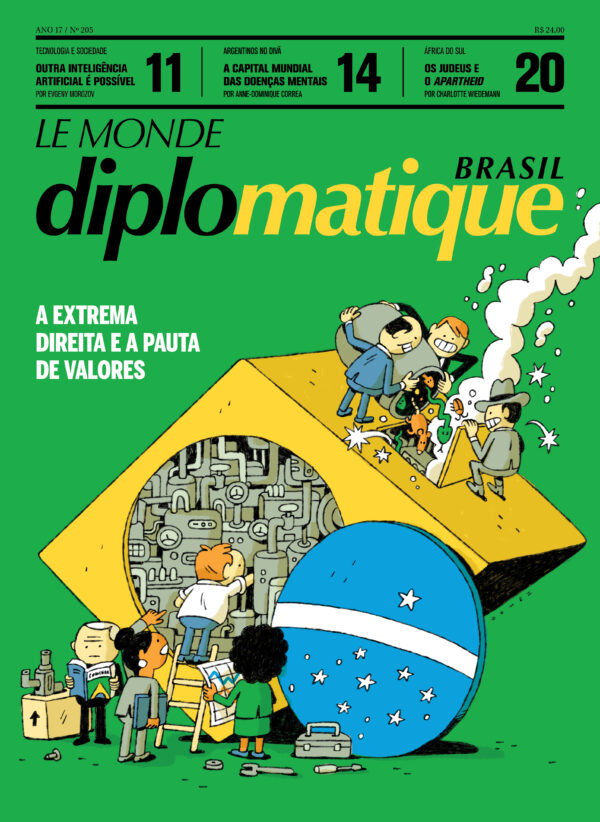 ANO 17 / Nº 205
R$ 24,00
TECNOLOGIA E SOCIEDADE
OUTRA INTELIGÊNCIA
ARTIFICIAL É POSSÍVEL
POR EVGENY MOROZOV
11
ARGENTINOS NO DIVÃ
A CAPITAL MUNDIAL
DAS DOENÇAS MENTAIS
POR ANNE-DOMINIQUE CORREA
14
ÁFRICA DO SUL
OS JUDEUS E
O APARTHEID
POR CHARLOTTE WIEDEMANN
20
LE MONDE
diplomatique
BRASIL
A EXTREMA
DIREITA E A PAUTA
DE VALORES